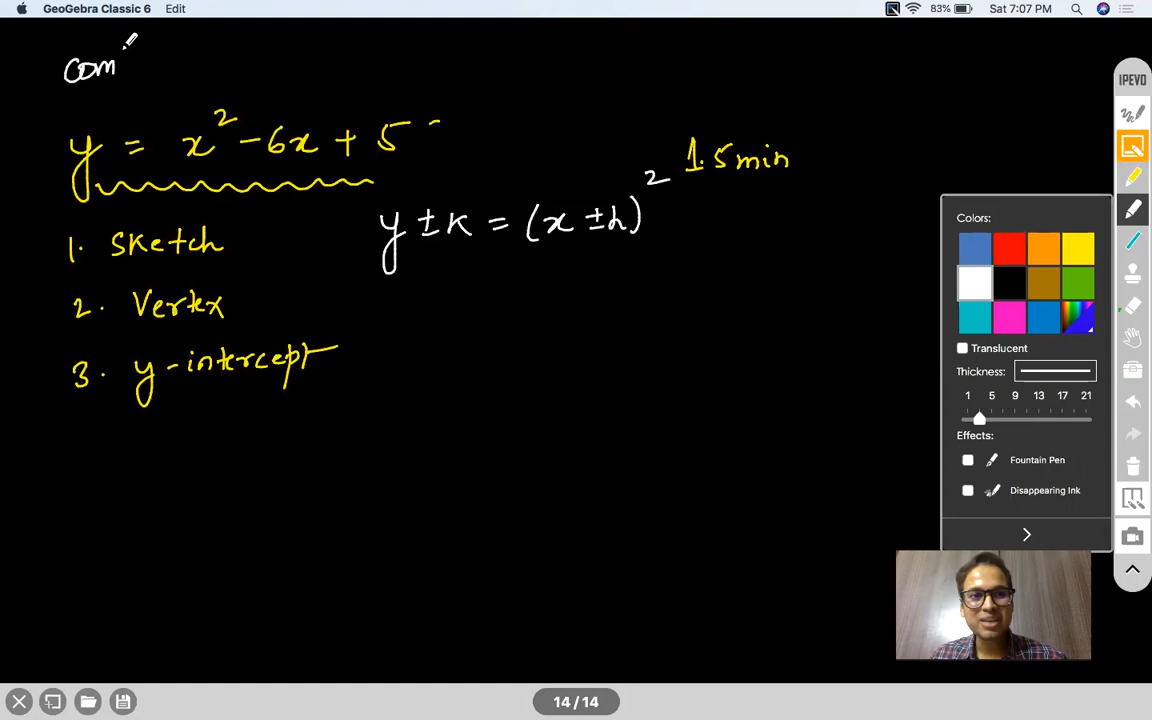 GeoGebra Classic 6 Edit 83% Sat 7:07 PM
com
y = x² - 6x + 5
1.5min
y ± k = (x ± h)²
1. Sketch
2. Vertex
3. y-intercept
IPEVO
Colors:
Translucent
Thickness:
1 5 9 13 17 21
Effects:
Fountain Pen
Disappearing Ink
14 / 14